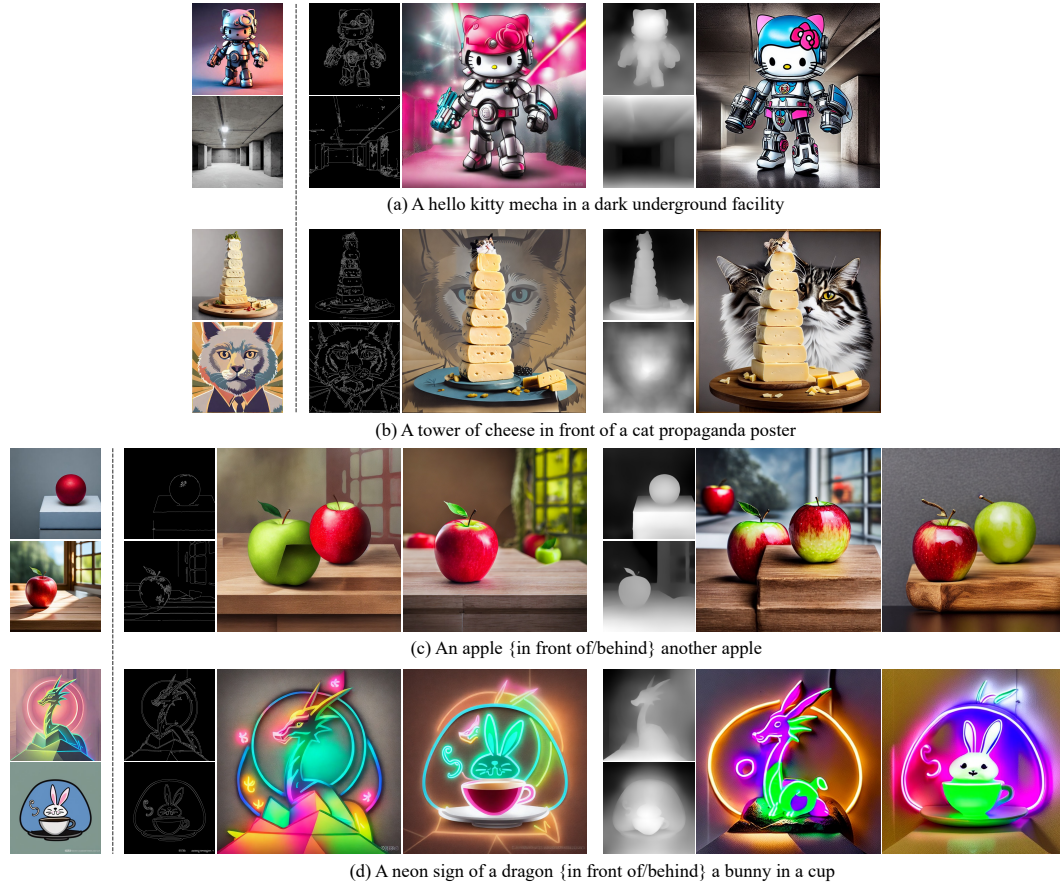 (a) A hello kitty mecha in a dark underground facility
(b) A tower of cheese in front of a cat propaganda poster
(c) An apple {in front of/behind} another apple
(d) A neon sign of a dragon {in front of/behind} a bunny in a cup